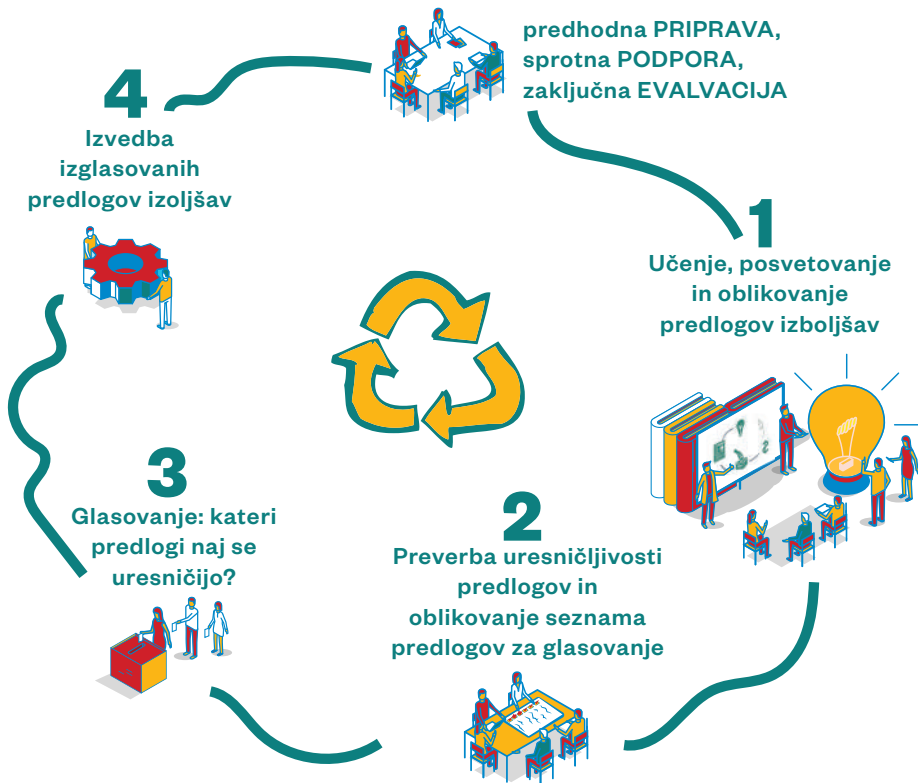 predhodna PRIPRAVA,
sprotna PODPORA,
zaključna EVALVACIJA
1
Učenje, posvetovanje
in oblikovanje
predlogov izboljšav
2
Preverba uresničljivosti
predlogov in
oblikovanje seznama
predlogov za glasovanje
3
Glasovanje: kateri
predlogi naj se
uresničijo?
4
Izvedba
izglasovanih
predlogov izoljšav